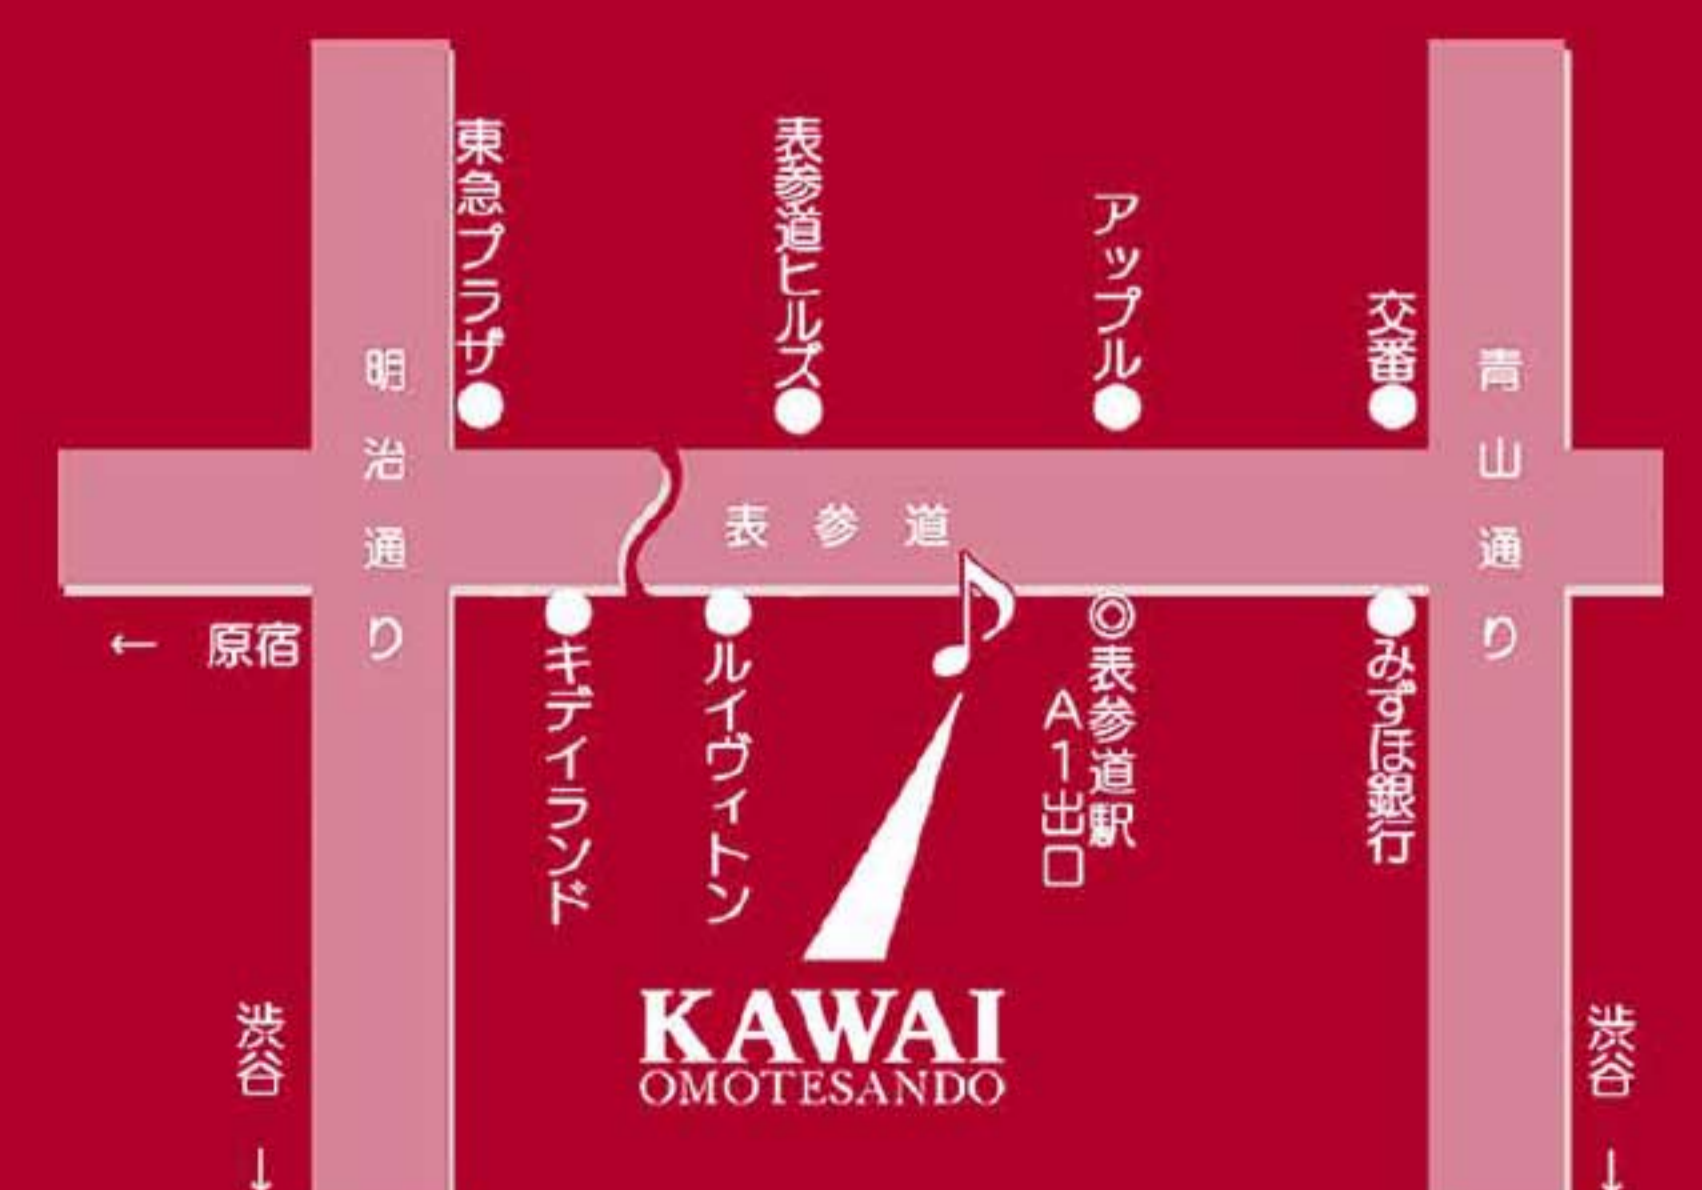 東急プラザ
表参道ヒルズ
アップル
交番
明治通り
青山通り
表参道
← 原宿
キデイランド
ルイヴィトン
◎表参道駅
A1出口
みずほ銀行
KAWAI
OMOTESANDO
渋谷 ↓
渋谷 ↓